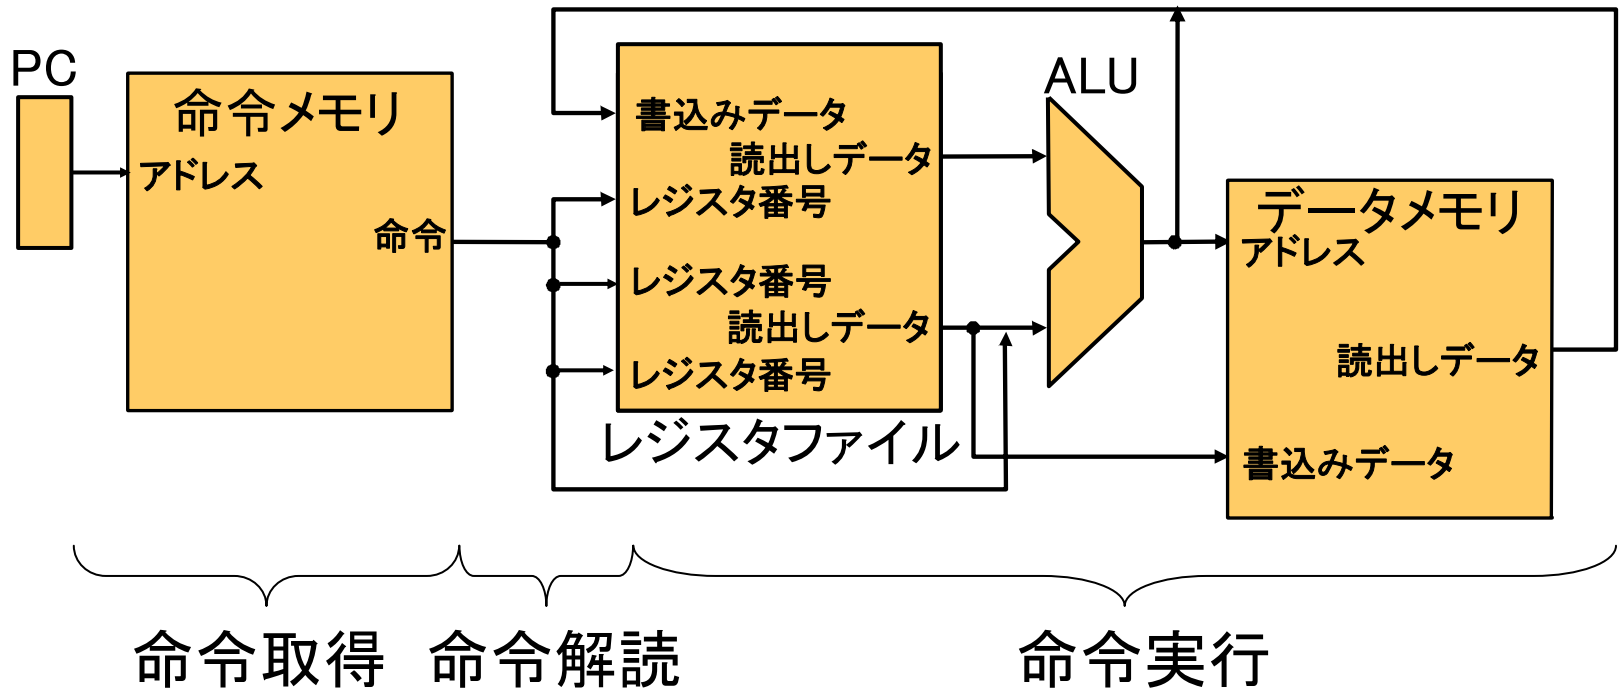 PC
命令メモリ
アドレス
命令
書込みデータ
読出しデータ
レジスタ番号
レジスタ番号
読出しデータ
レジスタ番号
レジスタファイル
ALU
データメモリ
アドレス
読出しデータ
書込みデータ
命令取得
命令解読
命令実行